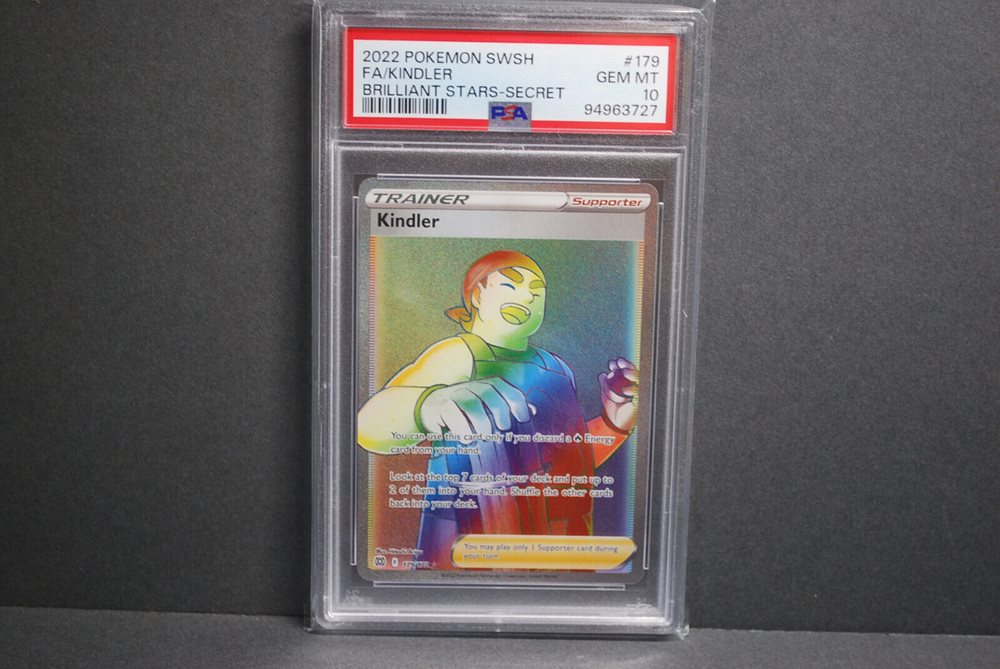 2022 POKEMON SWSH #179
FA/KINDLER GEM MT
BRILLIANT STARS-SECRET 10
PSA 94963727
TRAINER Supporter
Kindler
You can use this card only if you discard a Energy
card from your hand.
Look at the top 7 cards of your deck and put up to
2 of them into your hand. Shuffle the other cards
back into your deck.
You may play only 1 Supporter card during
your turn.
Illus.
F 179/172